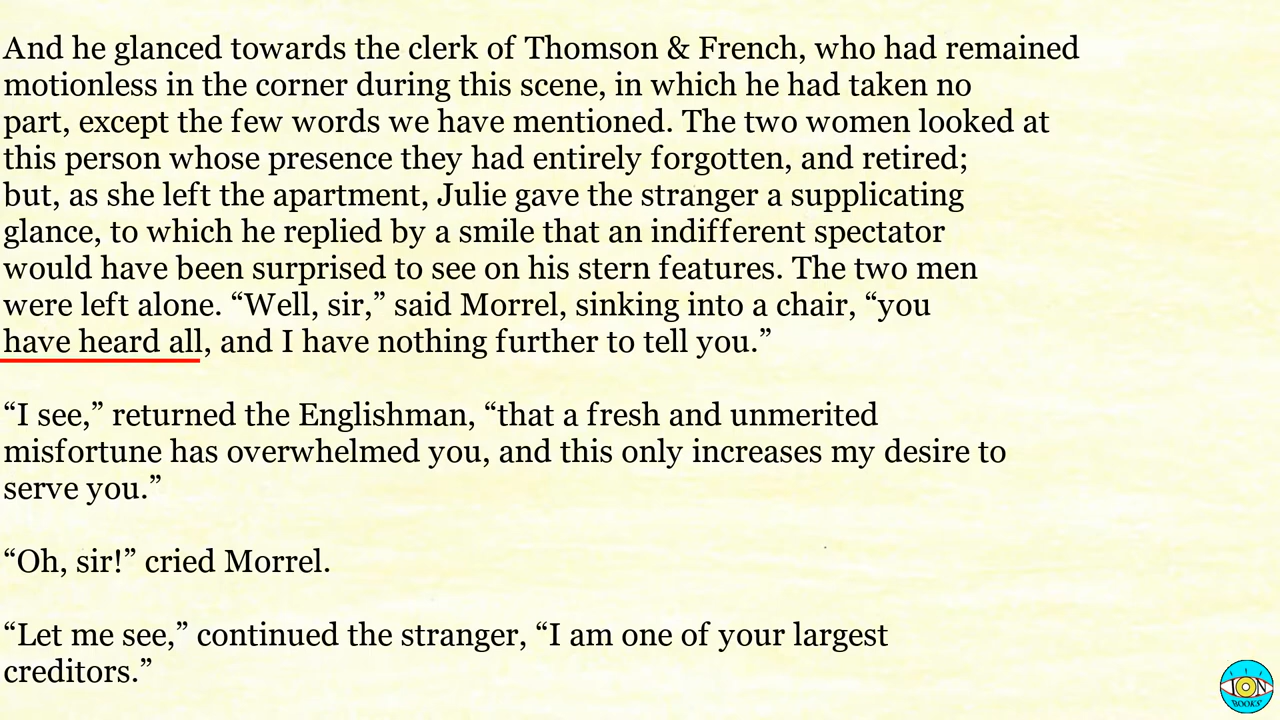 And he glanced towards the clerk of Thomson & French, who had remained
motionless in the corner during this scene, in which he had taken no
part, except the few words we have mentioned. The two women looked at
this person whose presence they had entirely forgotten, and retired;
but, as she left the apartment, Julie gave the stranger a supplicating
glance, to which he replied by a smile that an indifferent spectator
would have been surprised to see on his stern features. The two men
were left alone. “Well, sir,” said Morrel, sinking into a chair, “you
have heard all, and I have nothing further to tell you.”
“I see,” returned the Englishman, “that a fresh and unmerited
misfortune has overwhelmed you, and this only increases my desire to
serve you.”
“Oh, sir!” cried Morrel.
“Let me see,” continued the stranger, “I am one of your largest
creditors.”
ION
BOOKS